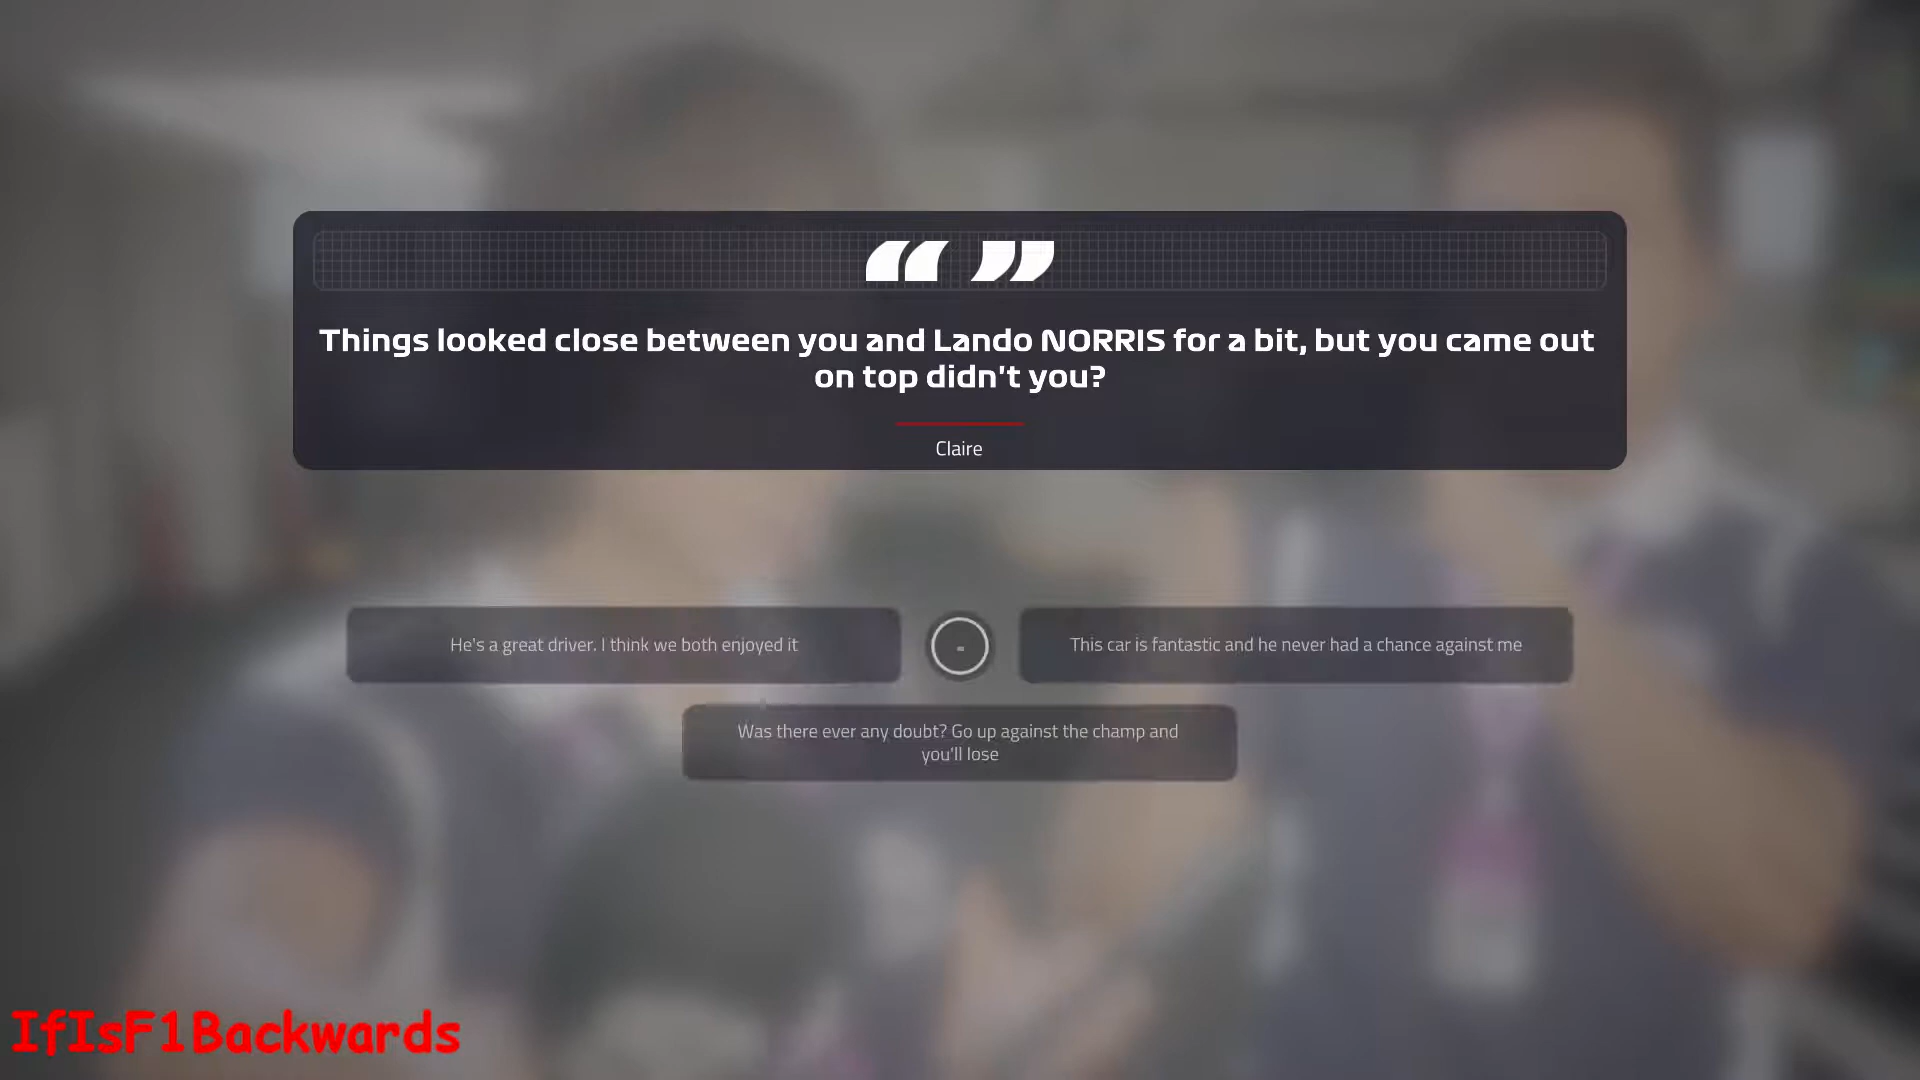 “ ”
Things looked close between you and Lando NORRIS for a bit, but you came out
on top didn't you?
Claire
He's a great driver. I think we both enjoyed it
This car is fantastic and he never had a chance against me
Was there ever any doubt? Go up against the champ and
you'll lose
IfIsF1Backwards